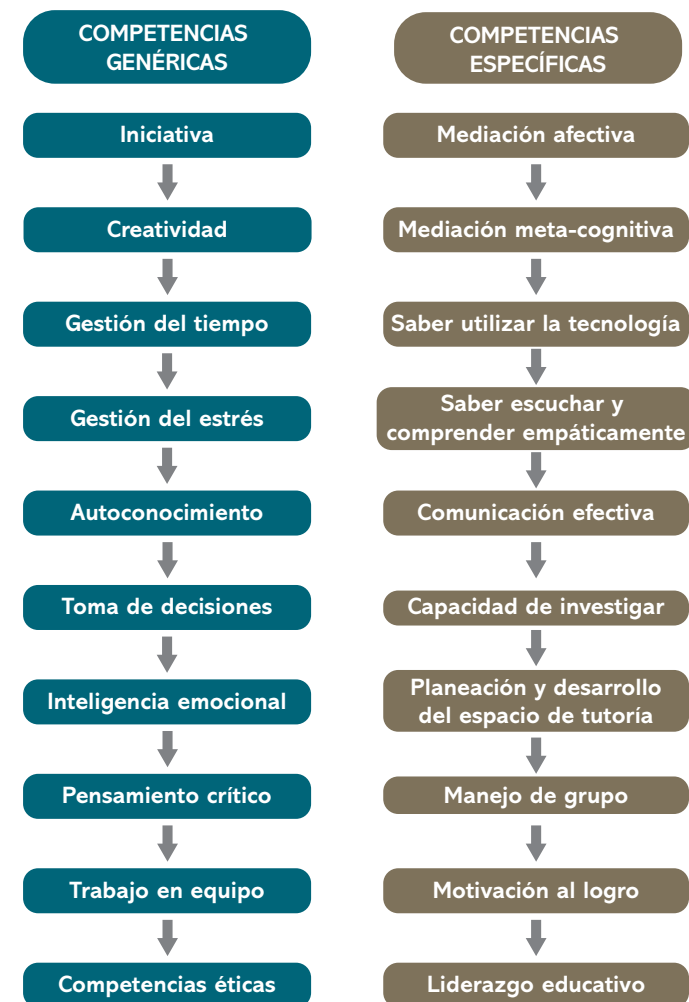 COMPETENCIAS
GENÉRICAS
Iniciativa
Creatividad
Gestión del tiempo
Gestión del estrés
Autoconocimiento
Toma de decisiones
Inteligencia emocional
Pensamiento crítico
Trabajo en equipo
Competencias éticas
COMPETENCIAS
ESPECÍFICAS
Mediación afectiva
Mediación meta-cognitiva
Saber utilizar la tecnología
Saber escuchar y
comprender empáticamente
Comunicación efectiva
Capacidad de investigar
Planeación y desarrollo
del espacio de tutoría
Manejo de grupo
Motivación al logro
Liderazgo educativo